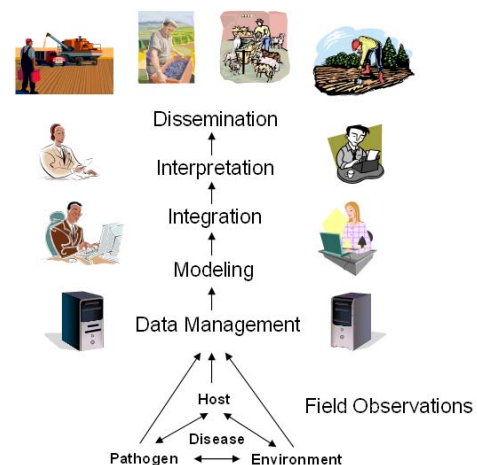 Dissemination
Interpretation
Integration
Modeling
Data Management
Host
Field Observations
Disease
Pathogen
Environment